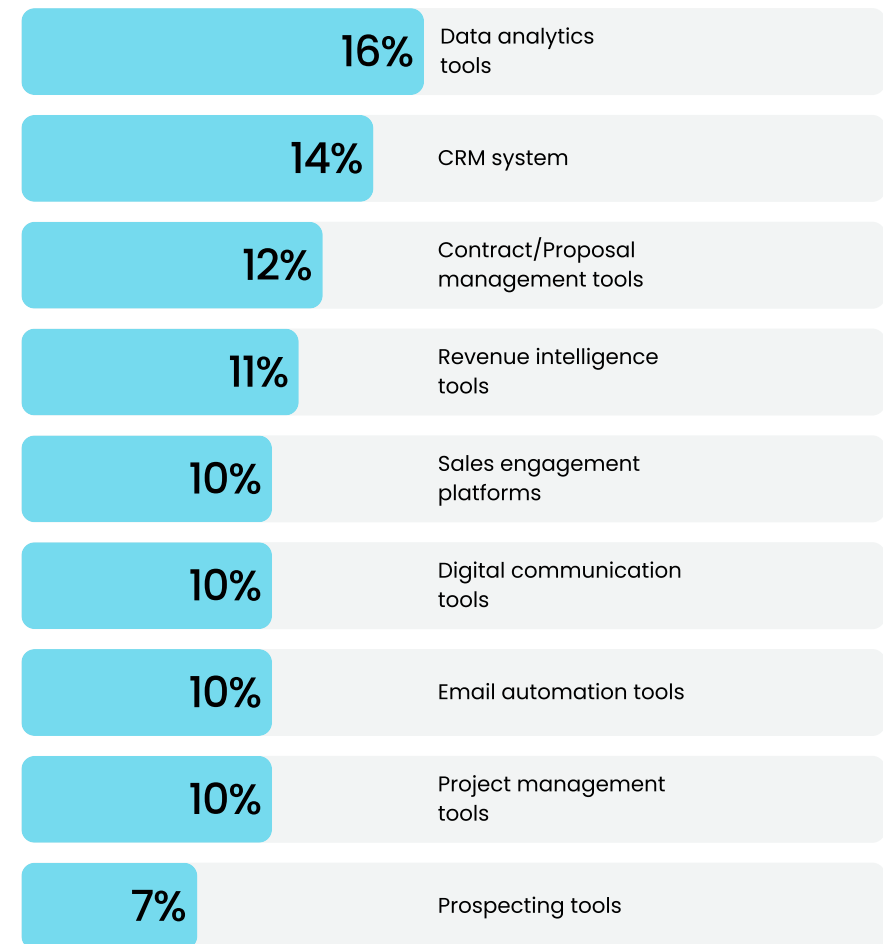 16%
Data analytics
tools
14%
CRM system
12%
Contract/Proposal
management tools
11%
Revenue intelligence
tools
10%
Sales engagement
platforms
10%
Digital communication
tools
10%
Email automation tools
10%
Project management
tools
7%
Prospecting tools